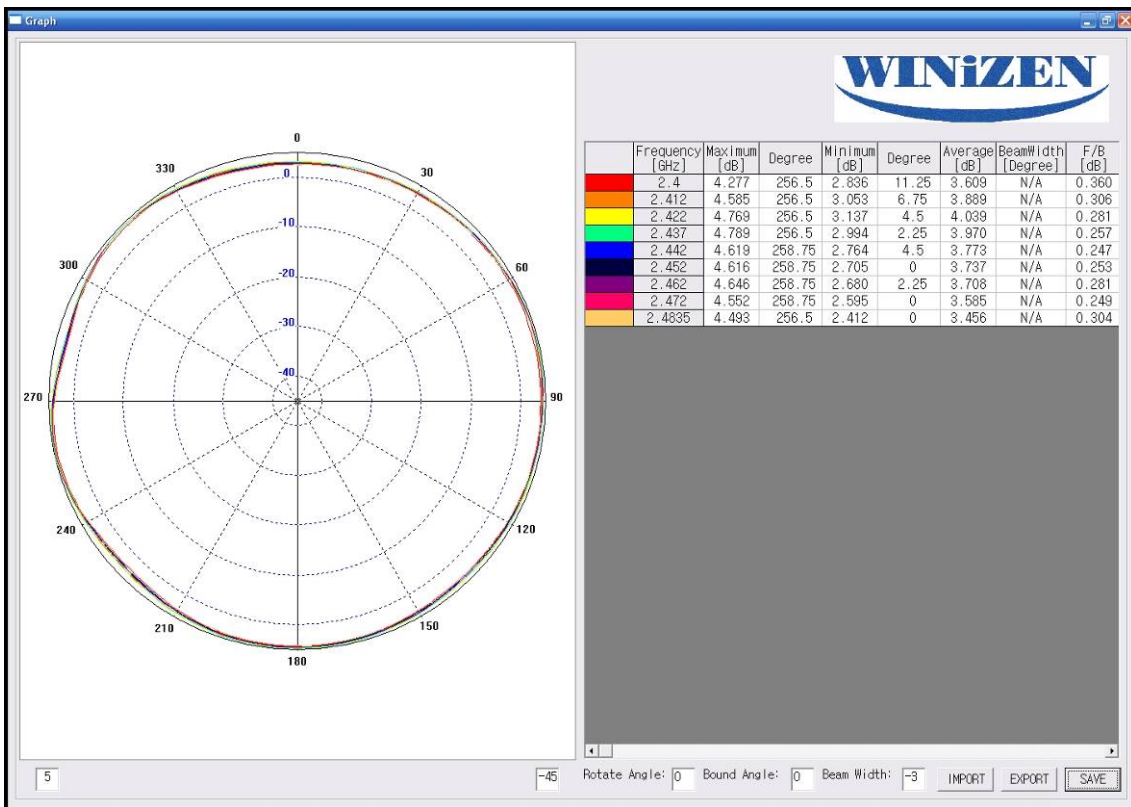 Graph
WINiZEN
0
30
60
90
120
150
180
210
240
270
300
330
0
-10
-20
-30
-40
Frequency [GHz] Maximum [dB] Degree Minimum [dB] Degree Average [dB] BeamWidth [Degree] F/B [dB]
2.4 4.277 256.5 2.836 11.25 3.609 N/A 0.360
2.412 4.585 256.5 3.053 6.75 3.889 N/A 0.306
2.422 4.769 256.5 3.137 4.5 4.039 N/A 0.281
2.437 4.789 256.5 2.994 2.25 3.970 N/A 0.257
2.442 4.619 258.75 2.764 4.5 3.773 N/A 0.247
2.452 4.616 258.75 2.705 0 3.737 N/A 0.253
2.462 4.646 258.75 2.680 2.25 3.708 N/A 0.281
2.472 4.552 258.75 2.595 0 3.585 N/A 0.249
2.4835 4.493 256.5 2.412 0 3.456 N/A 0.304
5 -45 Rotate Angle: 0 Bound Angle: 0 Beam Width: -3 IMPORT EXPORT SAVE